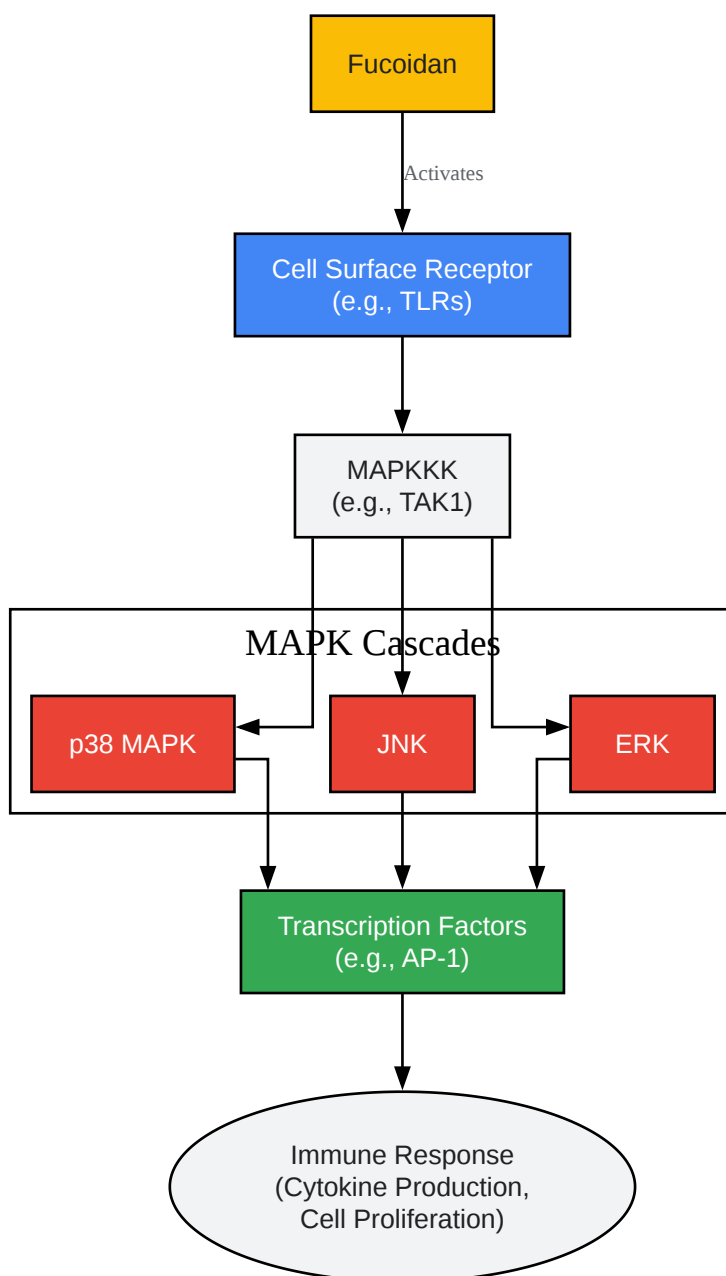 Fucoidan
Activates
Cell Surface Receptor
(e.g., TLRs)
MAPKKK
(e.g., TAK1)
MAPK Cascades
p38 MAPK
JNK
ERK
Transcription Factors
(e.g., AP-1)
Immune Response
(Cytokine Production,
Cell Proliferation)